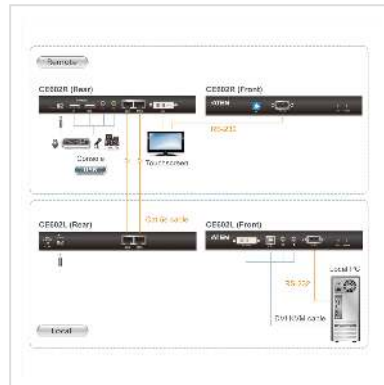 Remote
CE602R (Rear)
CE602R (Front)
ATEN
RS-232
Console
Touchscreen
Cat 5e cable
CE602L (Rear)
CE602L (Front)
ATEN
Local PC
RS-232
DVI KVM cable
Local